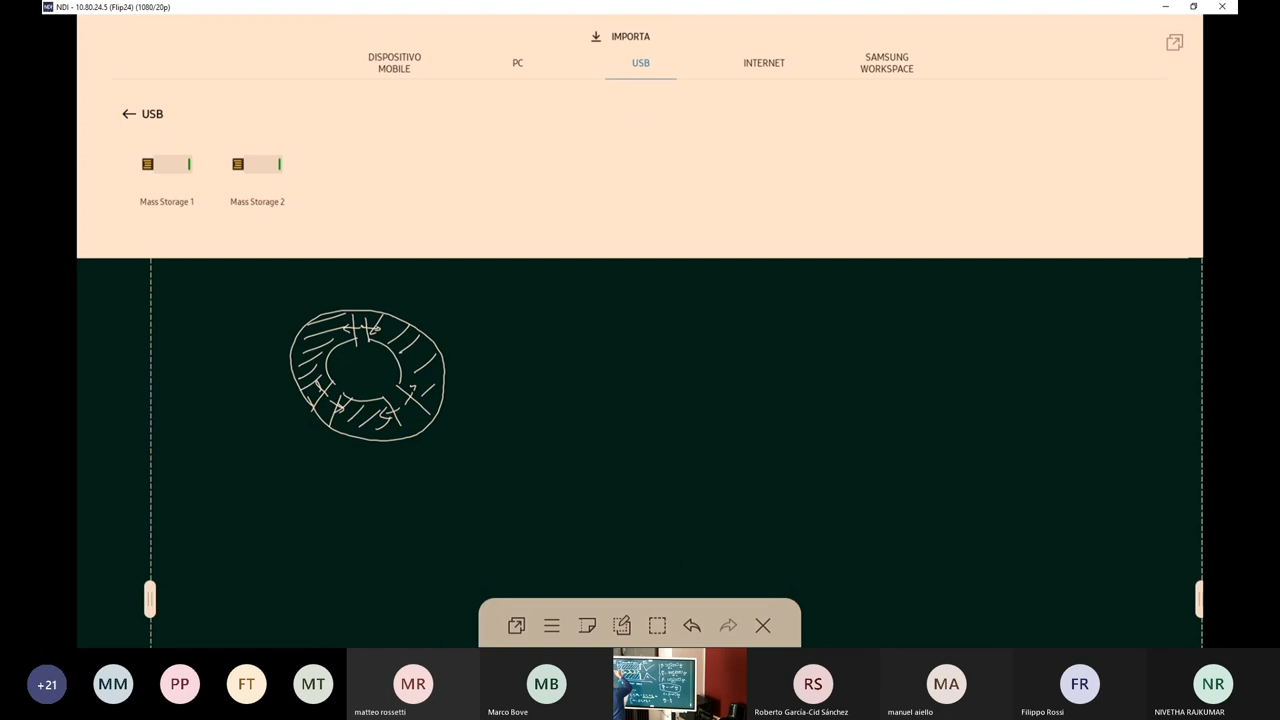 NDI - 10.80.24.5 (Flip24) (1080/20p)
IMPORTA
DISPOSITIVO
MOBILE
PC
USB
INTERNET
SAMSUNG
WORKSPACE
USB
Mass Storage 1
Mass Storage 2
+21
MM
PP
FT
MT
MR
matteo rossetti
MB
Marco Bove
RS
Roberto García-Cid Sánchez
MA
manuel aiello
FR
Filippo Rossi
NR
NIVETHA RAJKUMAR